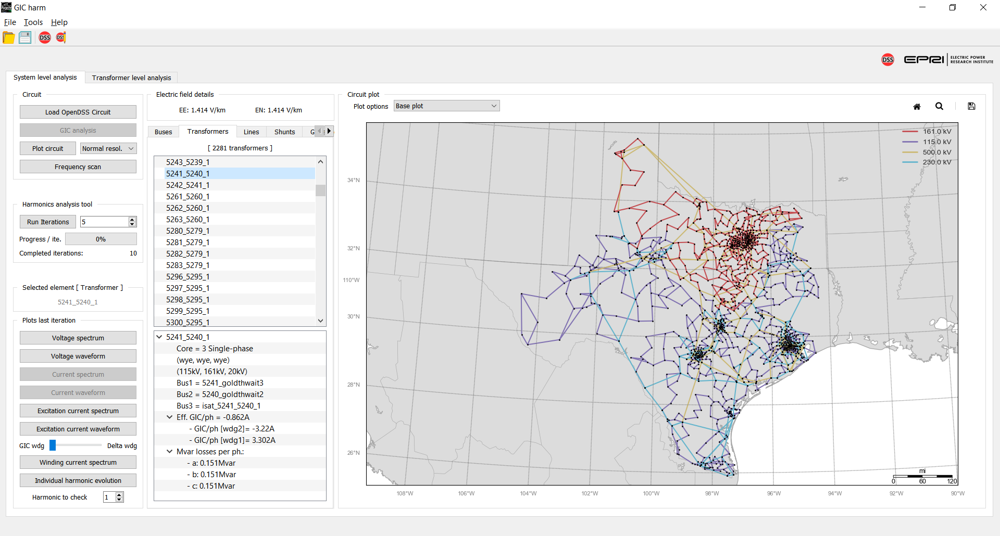 GIC harm
GIC harm
File Tools Help
DSS DSS
DSS EPRI ELECTRIC POWER
RESEARCH INSTITUTE
System level analysis
Transformer level analysis
Circuit
Load OpenDSS Circuit
GIC analysis
Plot circuit Normal resol.
Frequency scan
Harmonics analysis tool
Run Iterations 5
Progress / ite. 0%
Completed iterations: 10
Selected element [ Transformer ]
5241_5240_1
Plots last iteration
Voltage spectrum
Voltage waveform
Current spectrum
Current waveform
Excitation current spectrum
Excitation current waveform
GIC wdg Delta wdg
Winding current spectrum
Individual harmonic evolution
Harmonic to check 1
Electric field details
EE: 1.414 V/km EN: 1.414 V/km
Buses Transformers Lines Shunts G
[ 2281 transformers ]
5243_5239_1
5241_5240_1
5242_5241_1
5261_5260_1
5262_5260_1
5263_5260_1
5280_5279_1
5281_5279_1
5282_5279_1
5283_5279_1
5296_5295_1
5297_5295_1
5298_5295_1
5299_5295_1
5300_5295_1
5241_5240_1
Core = 3 Single-phase
(wye, wye, wye)
(115kV, 161kV, 20kV)
Bus1 = 5241_goldthwait3
Bus2 = 5240_goldthwait2
Bus3 = isat_5241_5240_1
Eff. GIC/ph = -0.862A
- GIC/ph [wdg2]= -3.22A
- GIC/ph [wdg1]= 3.302A
Mvar losses per ph.:
- a: 0.151Mvar
- b: 0.151Mvar
- c: 0.151Mvar
Circuit plot
Plot options Base plot
161.0 kV
115.0 kV
500.0 kV
230.0 kV
34°N
32°N
110°W
30°N
28°N
26°N
mi
0 60 120
108°W 106°W 104°W 102°W 100°W 98°W 96°W 94°W 92°W 90°W